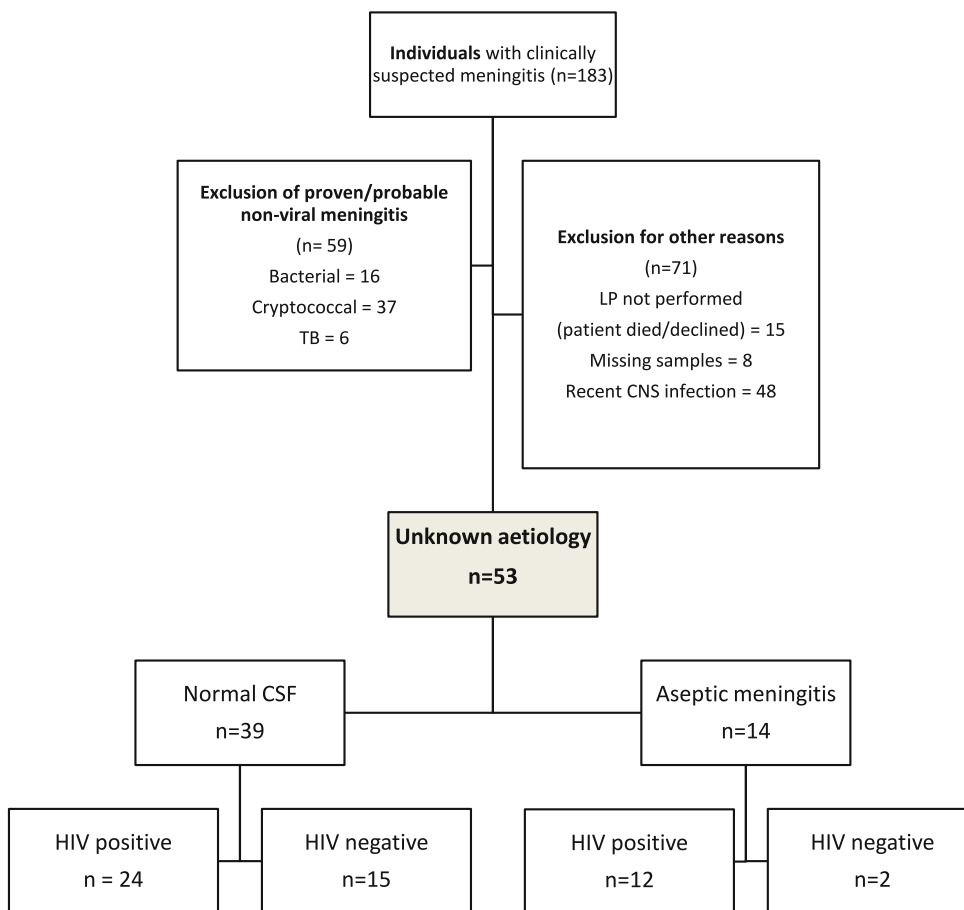 Individuals with clinically
suspected meningitis (n=183)
Exclusion of proven/probable
non-viral meningitis
(n= 59)
Bacterial = 16
Cryptococcal = 37
TB = 6
Exclusion for other reasons
(n=71)
LP not performed
(patient died/declined) = 15
Missing samples = 8
Recent CNS infection = 48
Unknown aetiology
n=53
Normal CSF
n=39
Aseptic meningitis
n=14
HIV positive
n = 24
HIV negative
n=15
HIV positive
n=12
HIV negative
n=2